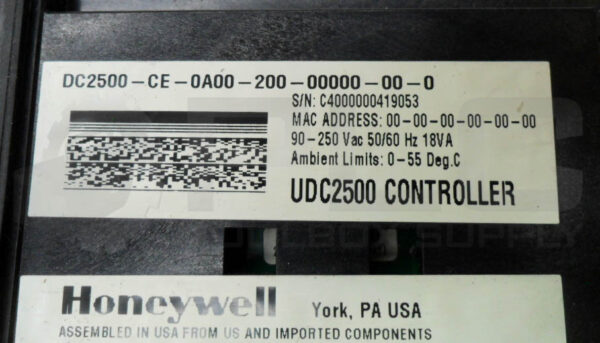 DC2500-CE-0A00-200-00000-00-0
S/N: C4000000419053
MAC ADDRESS: 00-00-00-00-00-00
90-250 Vac 50/60 Hz 18VA
Ambient Limits: 0-55 Deg.C
UDC2500 CONTROLLER
Honeywell York, PA USA
ASSEMBLED IN USA FROM US AND IMPORTED COMPONENTS